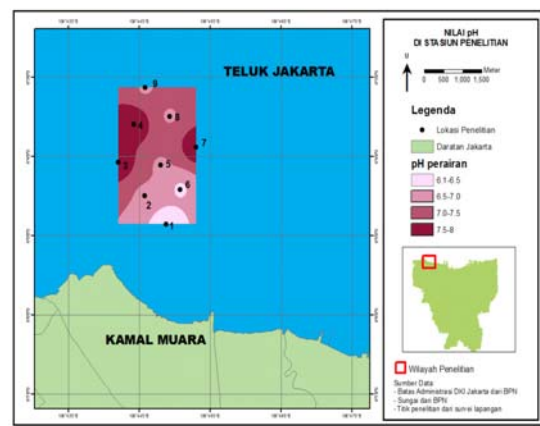 TELUK JAKARTA
9
8
4
7
3
5
6
2
1
KAMAL MUARA
NILAI pH
DI STASIUN PENELITIAN
U
Meter
0 500 1.000 1.500
Legenda
Lokasi Penelitian
Daratan Jakarta
pH perairan
6.1-6.5
6.5-7.0
7.0-7.5
7.5-8
Wilayah Penelitian
Sumber Data
- Batas Administrasi DKI Jakarta dari BPN
- Sungai dari BPN
- Titik penelitian dari survei lapangan